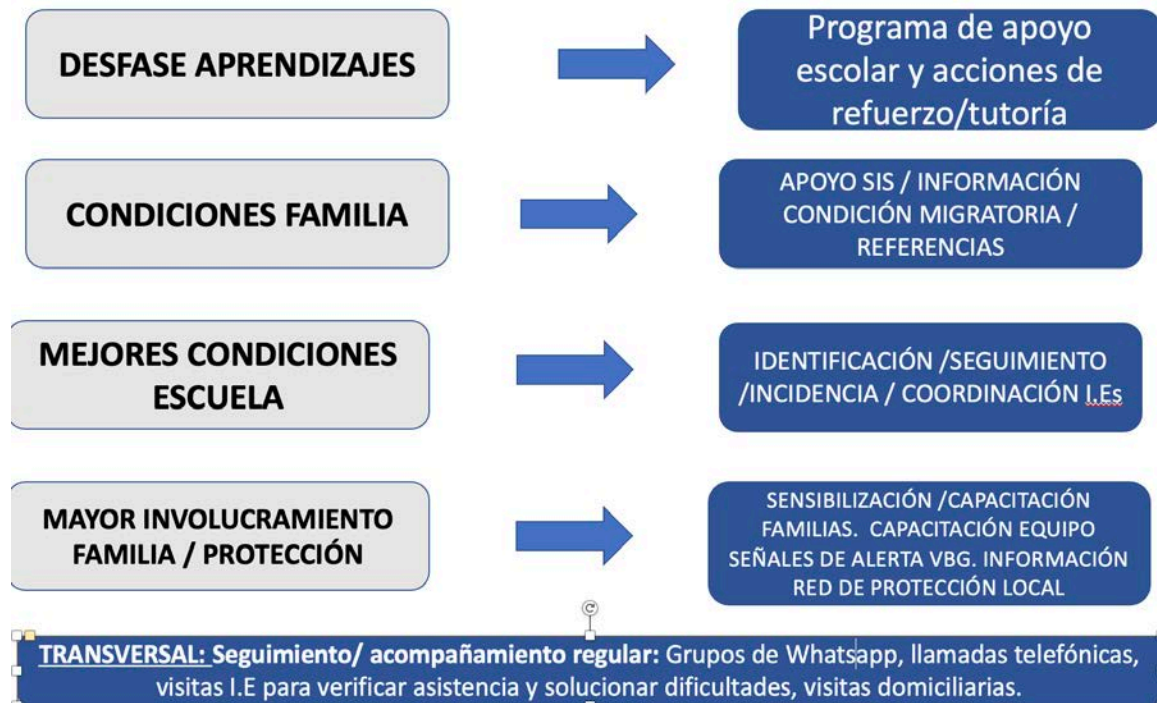 DESFASE APRENDIZAJES
Programa de apoyo
escolar y acciones de
refuerzo/tutoría
CONDICIONES FAMILIA
APOYO SIS / INFORMACIÓN
CONDICIÓN MIGRATORIA /
REFERENCIAS
MEJORES CONDICIONES
ESCUELA
IDENTIFICACIÓN /SEGUIMIENTO
/INCIDENCIA / COORDINACIÓN I.Es
MAYOR INVOLUCRAMIENTO
FAMILIA / PROTECCIÓN
SENSIBILIZACIÓN /CAPACITACIÓN
FAMILIAS. CAPACITACIÓN EQUIPO
SEÑALES DE ALERTA VBG. INFORMACIÓN
RED DE PROTECCIÓN LOCAL
TRANSVERSAL: Seguimiento/ acompañamiento regular: Grupos de Whatsapp, llamadas telefónicas,
visitas I.E para verificar asistencia y solucionar dificultades, visitas domiciliarias.